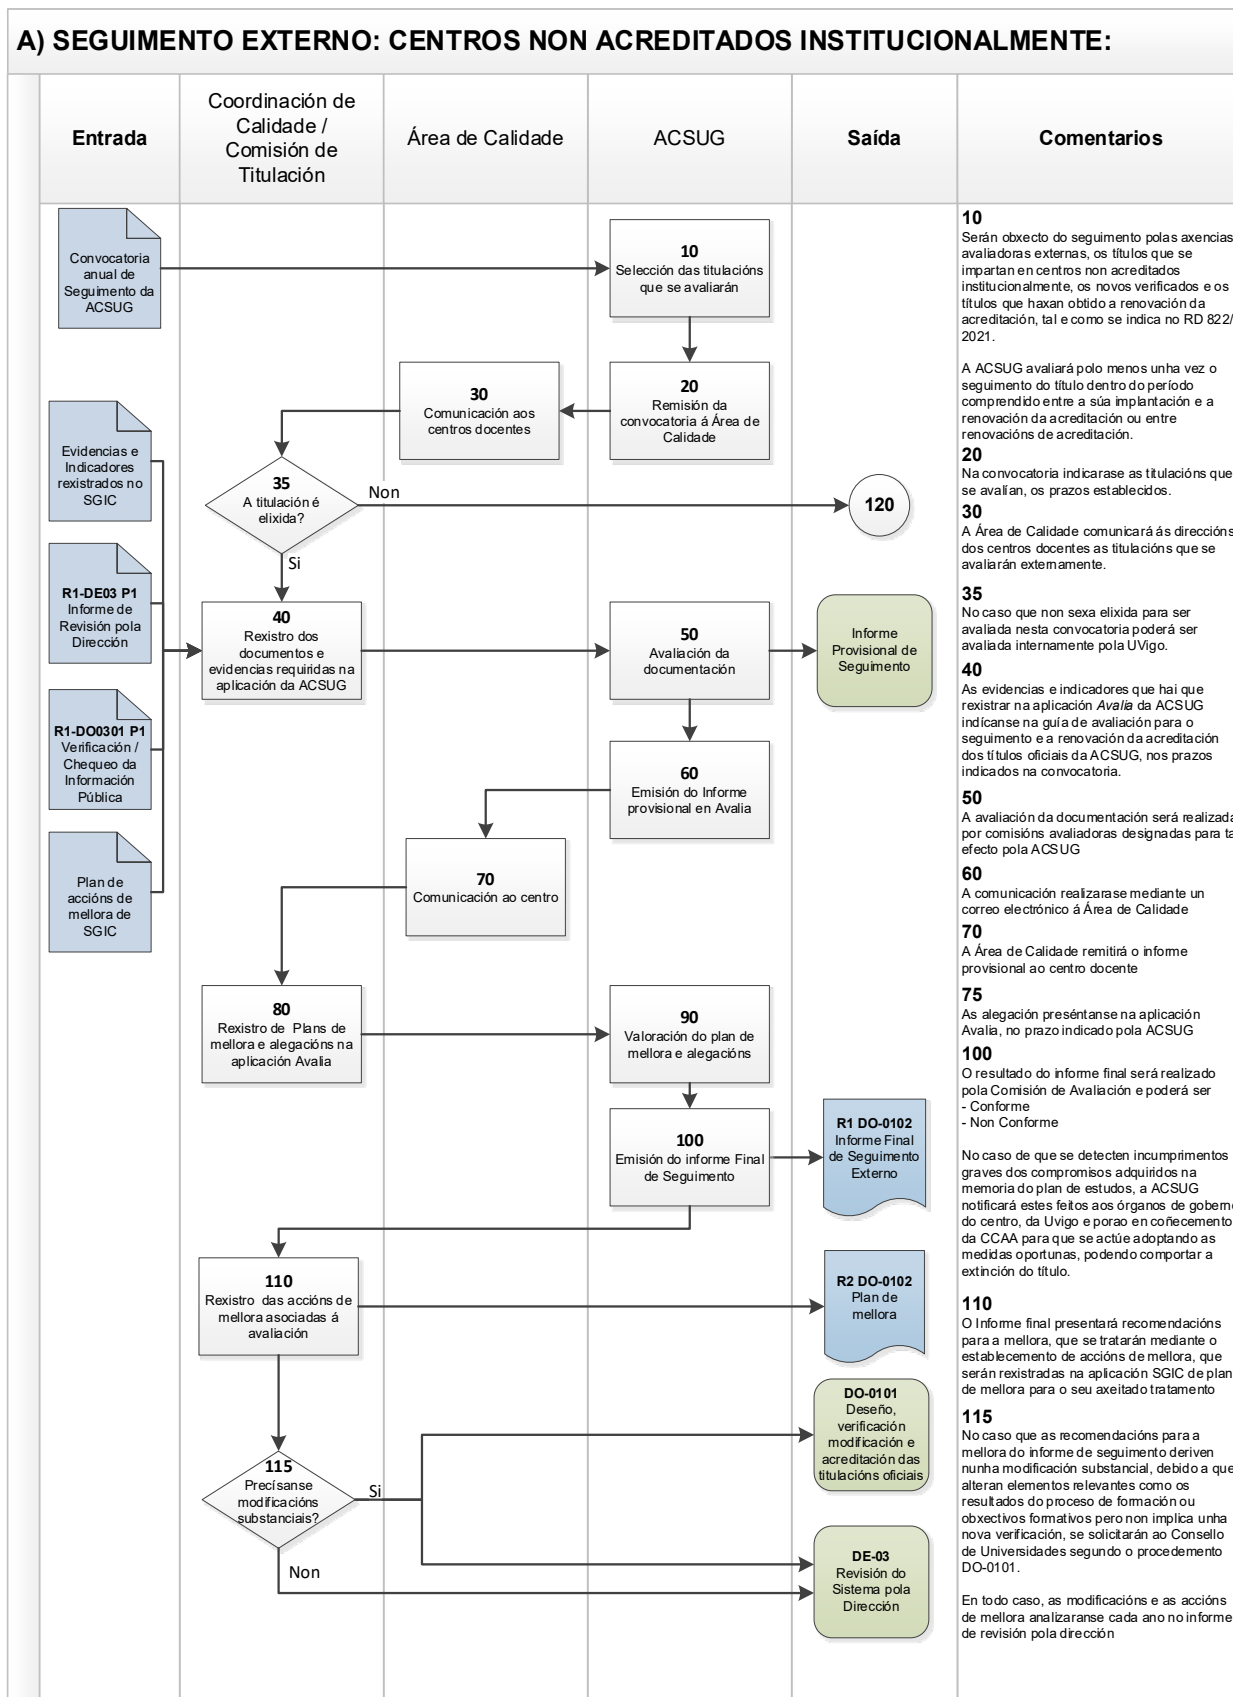 A) SEGUIMENTO EXTERNO: CENTROS NON ACREDITADOS INSTITUCIONALMENTE:
Entrada
Coordinación de
Calidade /
Comisión de
Titulación
Área de Calidade
ACSUG
Saída
Comentarios
Convocatoria
anual de
Seguimento da
ACSUG
10
Selección das titulacións
que se avaliarán
20
Remisión da
convocatoria á Área de
Calidade
30
Comunicación aos
centros docentes
35
A titulación é
elixida?
Non
120
Si
Evidencias e
Indicadores
rexistrados no
SGIC
R1-DE03 P1
Informe de
Revisión pola
Dirección
R1-DO0301 P1
Verificación /
Chequeo da
Información
Pública
Plan de
accións de
mellora de
SGIC
40
Rexistro dos
documentos e
evidencias requiridas na
aplicación da ACSUG
50
Avaliación da
documentación
Informe
Provisional de
Seguimento
60
Emisión do Informe
provisional en Avalia
70
Comunicación ao centro
80
Rexistro de Plans de
mellora e alegacións na
aplicación Avalia
90
Valoración do plan de
mellora e alegacións
100
Emisión do informe Final
de Seguimento
R1 DO-0102
Informe Final
de Seguimento
Externo
110
Rexistro das accións de
mellora asociadas á
avaliación
R2 DO-0102
Plan de
mellora
115
Precísanse
modificacións
substanciais?
Si
Non
DO-0101
Deseño,
verificación
modificación e
acreditación das
titulacións oficiais
DE-03
Revisión do
Sistema pola
Dirección
10
Serán obxecto do seguimento polas axencias
avaliadoras externas, os títulos que se
impartan en centros non acreditados
institucionalmente, os novos verificados e os
títulos que haxan obtido a renovación da
acreditación, tal e como se indica no RD 822/
2021.
A ACSUG avaliará polo menos unha vez o
seguimento do título dentro do período
comprendido entre a súa implantación e a
renovación da acreditación ou entre
renovacións de acreditación.
20
Na convocatoria indicarase as titulacións que
se avalían, os prazos establecidos.
30
A Área de Calidade comunicará ás direccións
dos centros docentes as titulacións que se
avaliarán externamente.
35
No caso que non sexa elixida para ser
avaliada nesta convocatoria poderá ser
avaliada internamente pola UVigo.
40
As evidencias e indicadores que hai que
rexistrar na aplicación Avalia da ACSUG
indícanse na guía de avaliación para o
seguimento e a renovación da acreditación
dos títulos oficiais da ACSUG, nos prazos
indicados na convocatoria.
50
A avaliación da documentación será realizada
por comisións avaliadoras designadas para ta
efecto pola ACSUG
60
A comunicación realizarase mediante un
correo electrónico á Área de Calidade
70
A Área de Calidade remitirá o informe
provisional ao centro docente
75
As alegación preséntanse na aplicación
Avalia, no prazo indicado pola ACSUG
100
O resultado do informe final será realizado
pola Comisión de Avaliación e poderá ser
- Conforme
- Non Conforme
No caso de que se detecten incumprimentos
graves dos compromisos adquiridos na
memoria do plan de estudos, a ACSUG
notificará estes feitos aos órganos de goberno
do centro, da Uvigo e porao en coñecemento
da CCAA para que se actúe adoptando as
medidas oportunas, podendo comportar a
extinción do título.
110
O Informe final presentará recomendacións
para a mellora, que se tratarán mediante o
establecemento de accións de mellora, que
serán rexistradas na aplicación SGIC de plan
de mellora para o seu axeitado tratamento
115
No caso que as recomendacións para a
mellora do informe de seguimento deriven
nunha modificación substancial, debido a que
alteran elementos relevantes como os
resultados do proceso de formación ou
obxectivos formativos pero non implica unha
nova verificación, se solicitarán ao Consello
de Universidades segundo o procedemento
DO-0101.
En todo caso, as modificacións e as accións
de mellora analizaranse cada ano no informe
de revisión pola dirección